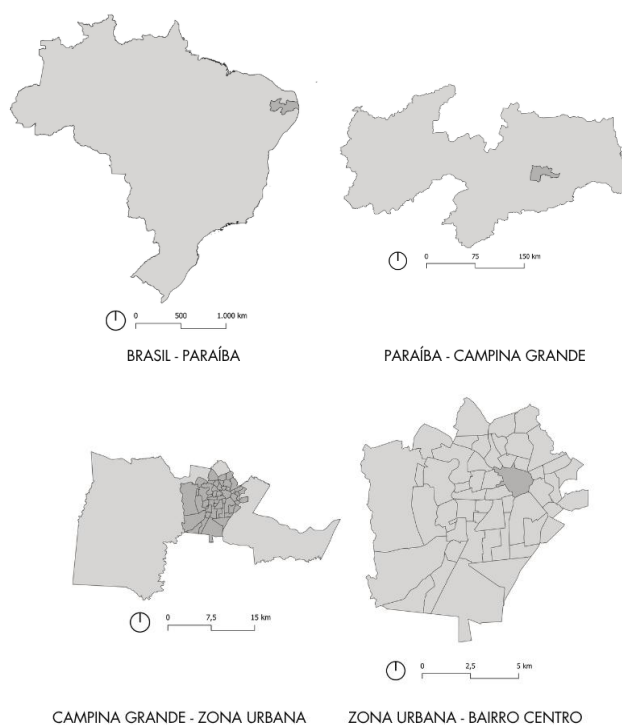 0 500 1.000 km
BRASIL - PARAÍBA
0 75 150 km
PARAÍBA - CAMPINA GRANDE
0 7,5 15 km
CAMPINA GRANDE - ZONA URBANA
0 2,5 5 km
ZONA URBANA - BAIRRO CENTRO